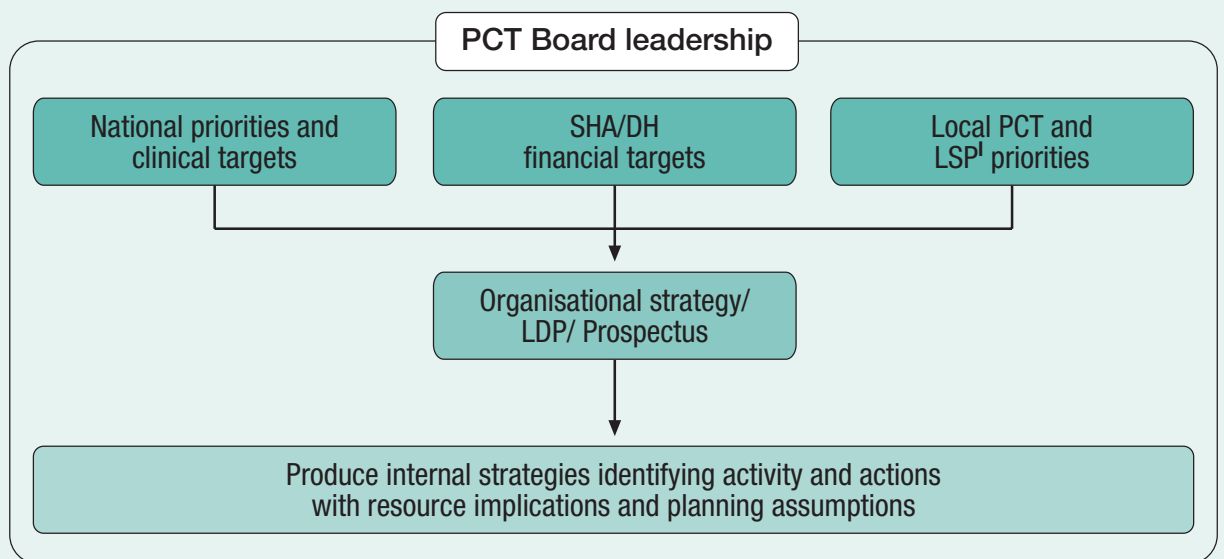 PCT Board leadership
National priorities and
clinical targets
SHA/DH
financial targets
Local PCT and
LSPᴵ priorities
Organisational strategy/
LDP/ Prospectus
Produce internal strategies identifying activity and actions
with resource implications and planning assumptions